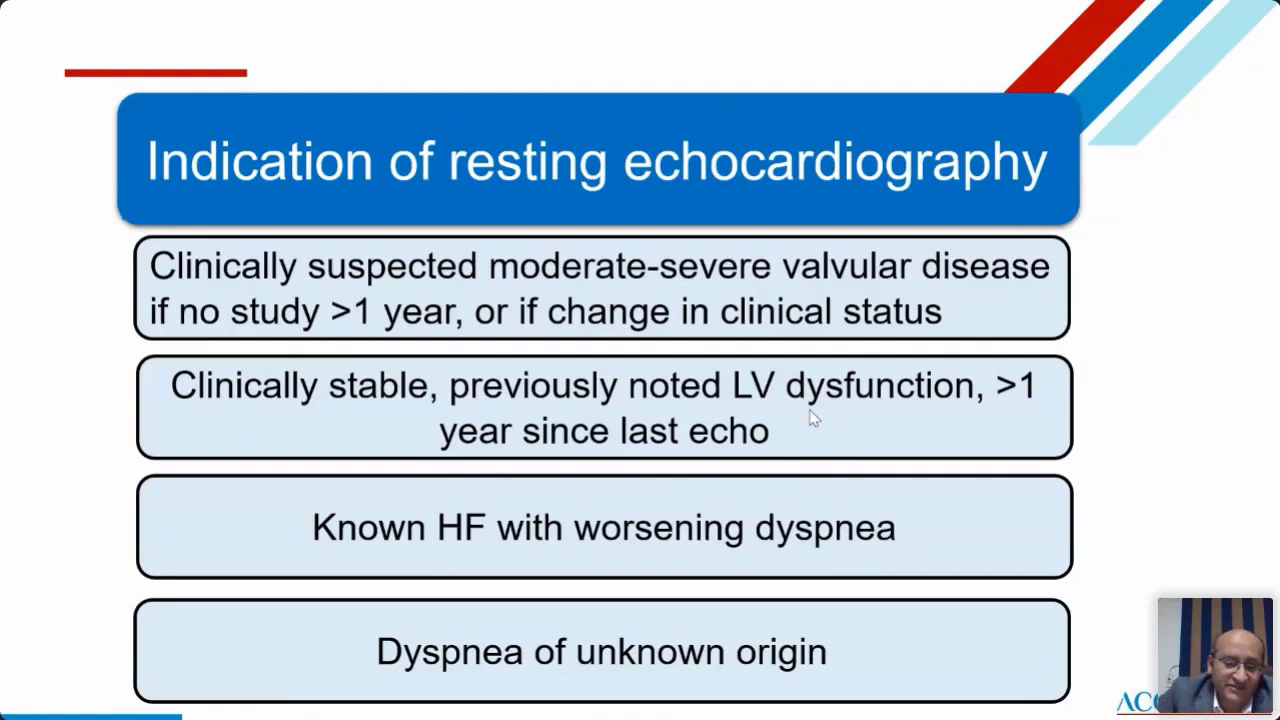 Indication of resting echocardiography
Clinically suspected moderate-severe valvular disease
if no study >1 year, or if change in clinical status
Clinically stable, previously noted LV dysfunction, >1
year since last echo
Known HF with worsening dyspnea
Dyspnea of unknown origin